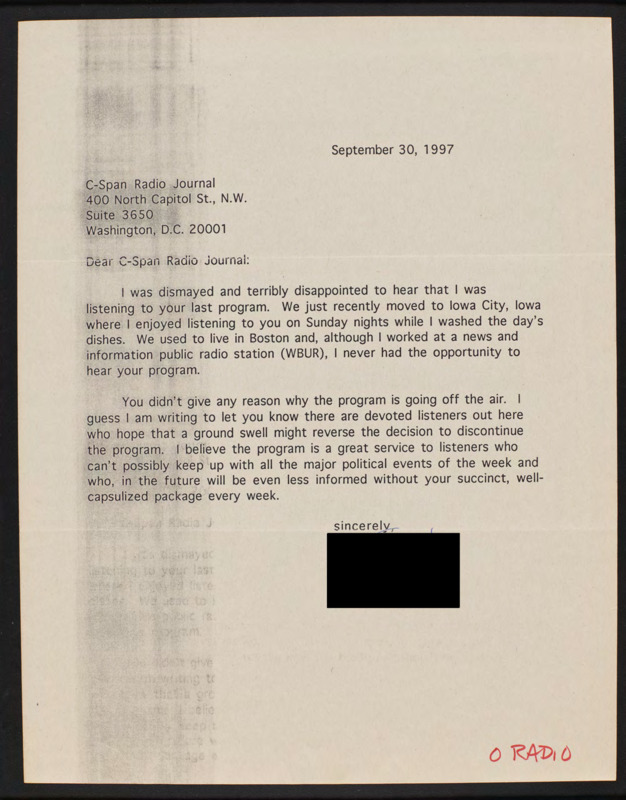 September 30, 1997
C-Span Radio Journal
400 North Capitol St., N.W.
Suite 3650
Washington, D.C. 20001
Dear C-Span Radio Journal:
I was dismayed and terribly disappointed to hear that I was
listening to your last program. We just recently moved to Iowa City, Iowa
where I enjoyed listening to you on Sunday nights while I washed the day's
dishes. We used to live in Boston and, although I worked at a news and
information public radio station (WBUR), I never had the opportunity to
hear your program.
You didn't give any reason why the program is going off the air. I
guess I am writing to let you know there are devoted listeners out here
who hope that a ground swell might reverse the decision to discontinue
the program. I believe the program is a great service to listeners who
can't possibly keep up with all the major political events of the week and
who, in the future will be even less informed without your succinct, well-
capsulized package every week.
sincerely
O RADIO